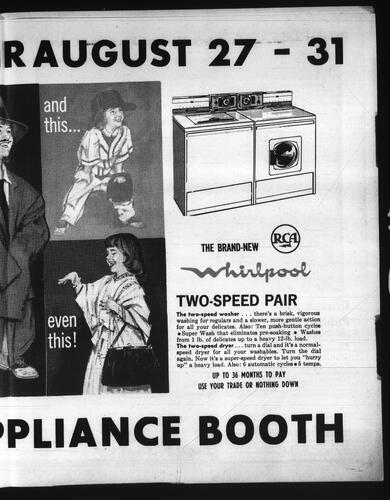 R AUGUST 27 - 31
and
this...
even
this!
THE BRAND-NEW
RCA
Whirlpool
TWO-SPEED PAIR
The two-speed washer . . . there's a brisk, vigorous
washing for regulars and a slower, more gentle action
for all your delicates. Also: Ten push-button cycles
• Super Wash that eliminates pre-soaking • Washes
from 1 lb. of delicates up to a heavy 12-lb. load.
The two-speed dryer . . . turn a dial and it's a normal-
speed dryer for all your washables. Turn the dial
again. Now it's a super-speed dryer to let you "hurry
up" a heavy load. Also: 6 automatic cycles • 5 temps.
UP TO 36 MONTHS TO PAY
USE YOUR TRADE OR NOTHING DOWN
PPLIANCE BOOTH